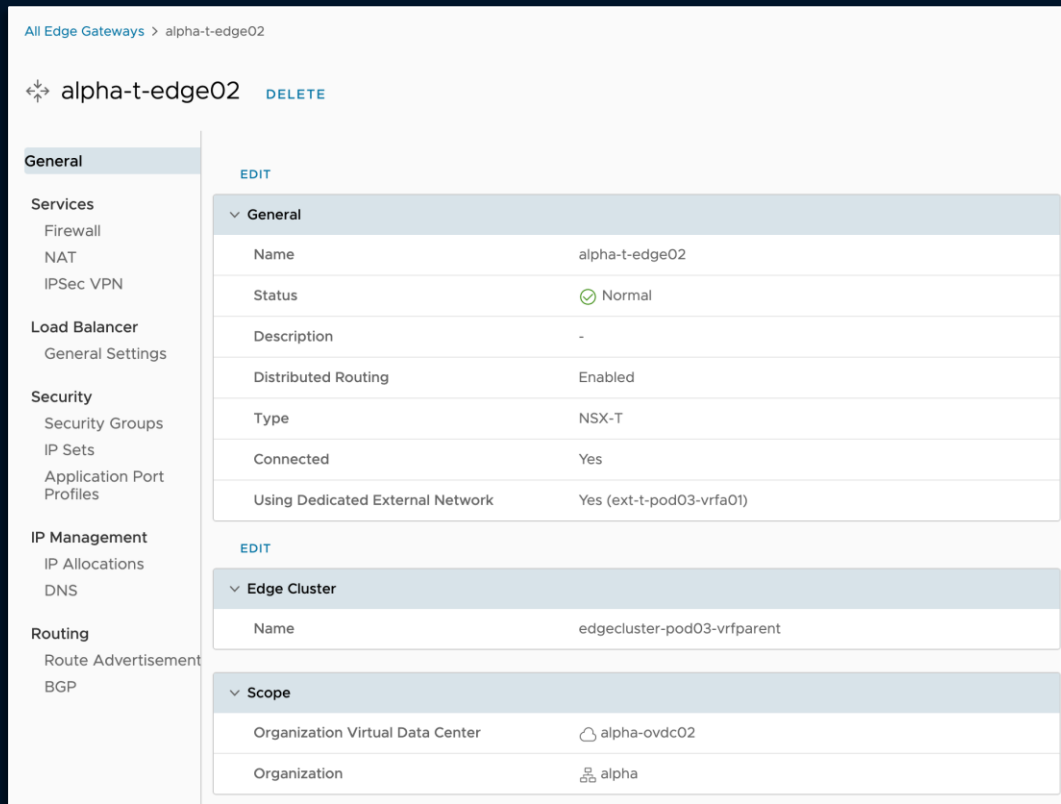 All Edge Gateways > alpha-t-edge02
alpha-t-edge02 DELETE
General
Services
Firewall
NAT
IPSec VPN
Load Balancer
General Settings
Security
Security Groups
IP Sets
Application Port
Profiles
IP Management
IP Allocations
DNS
Routing
Route Advertisement
BGP
EDIT
General
Name alpha-t-edge02
Status Normal
Description -
Distributed Routing Enabled
Type NSX-T
Connected Yes
Using Dedicated External Network Yes (ext-t-pod03-vrfa01)
EDIT
Edge Cluster
Name edgecluster-pod03-vrfparent
Scope
Organization Virtual Data Center alpha-ovdc02
Organization alpha